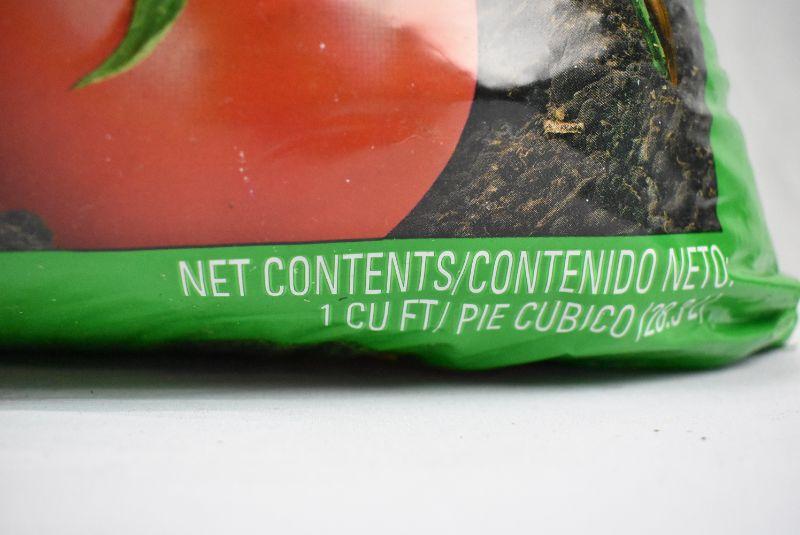 NET CONTENTS/CONTENIDO NETO:
1 CU FT/ PIE CUBICO